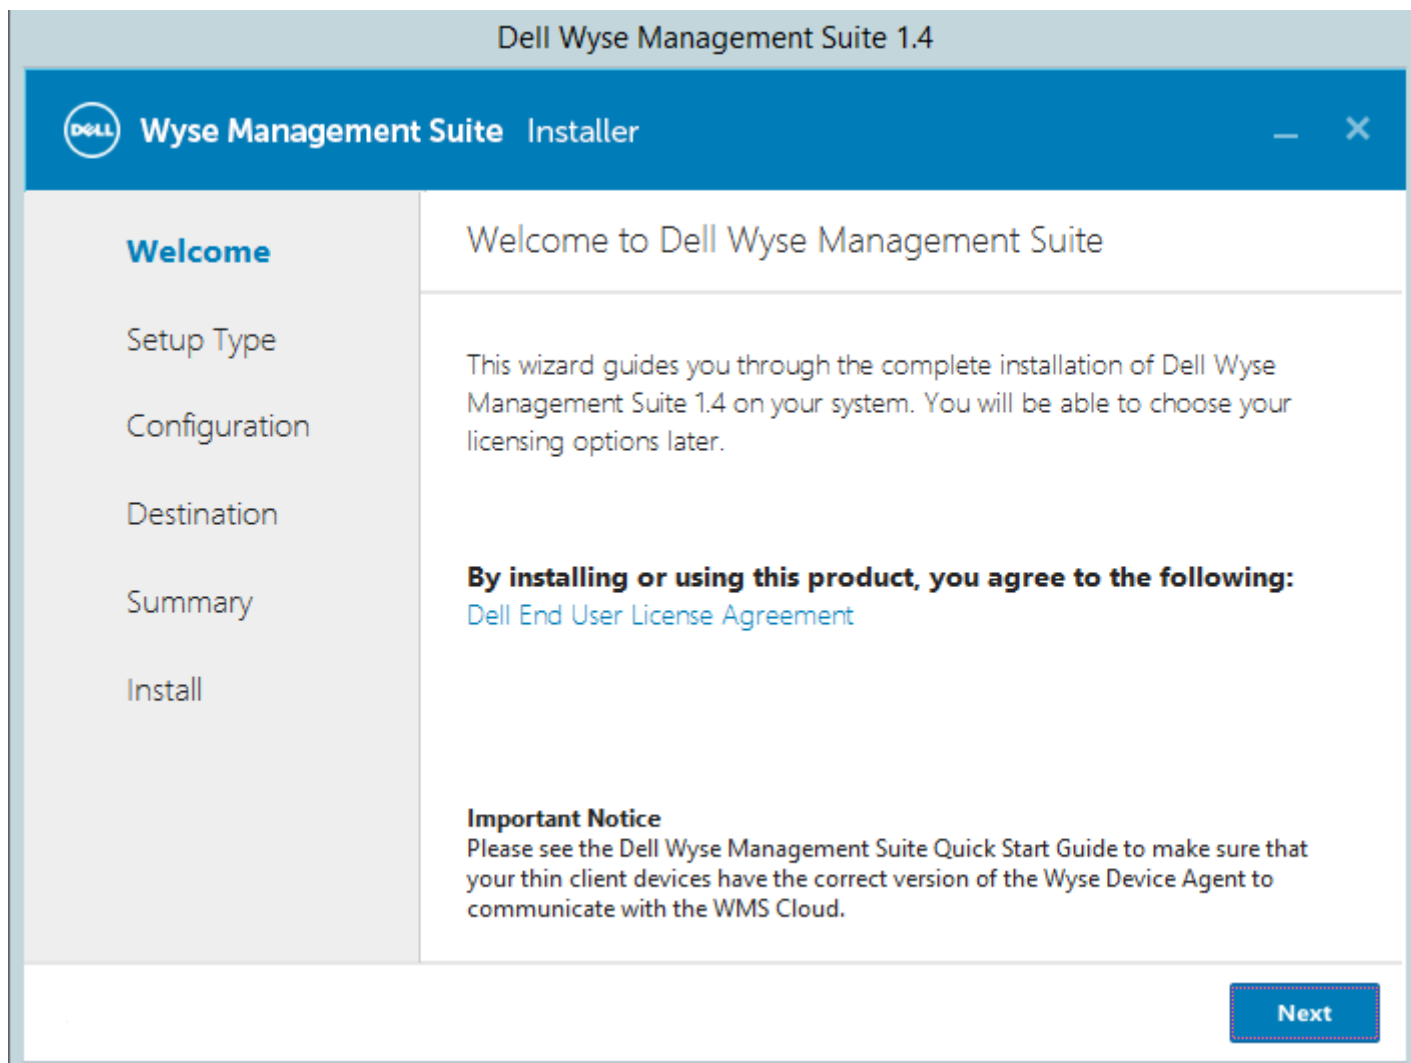 Dell Wyse Management Suite 1.4
DELL Wyse Management Suite Installer
Welcome
Setup Type
Configuration
Destination
Summary
Install
Welcome to Dell Wyse Management Suite
This wizard guides you through the complete installation of Dell Wyse
Management Suite 1.4 on your system. You will be able to choose your
licensing options later.
By installing or using this product, you agree to the following:
Dell End User License Agreement
Important Notice
Please see the Dell Wyse Management Suite Quick Start Guide to make sure that
your thin client devices have the correct version of the Wyse Device Agent to
communicate with the WMS Cloud.
Next